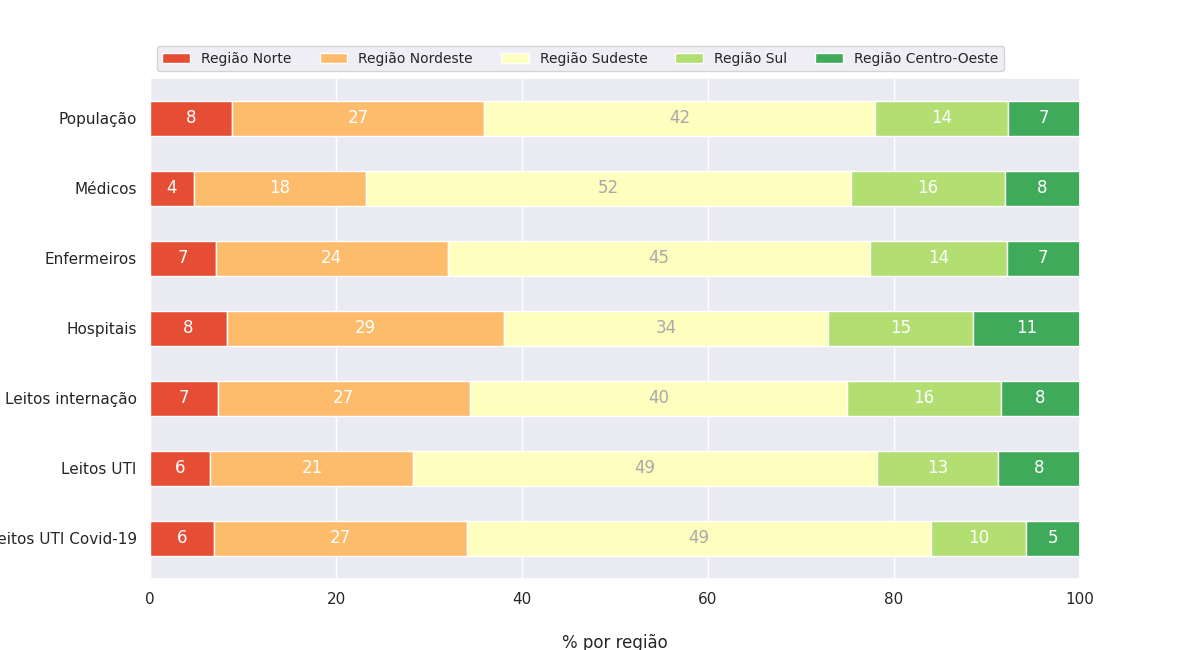 Região Norte Região Nordeste Região Sudeste Região Sul Região Centro-Oeste
População 8 27 42 14 7
Médicos 4 18 52 16 8
Enfermeiros 7 24 45 14 7
Hospitais 8 29 34 15 11
Leitos internação 7 27 40 16 8
Leitos UTI 6 21 49 13 8
eitos UTI Covid-19 6 27 49 10 5
0 20 40 60 80 100
% por região